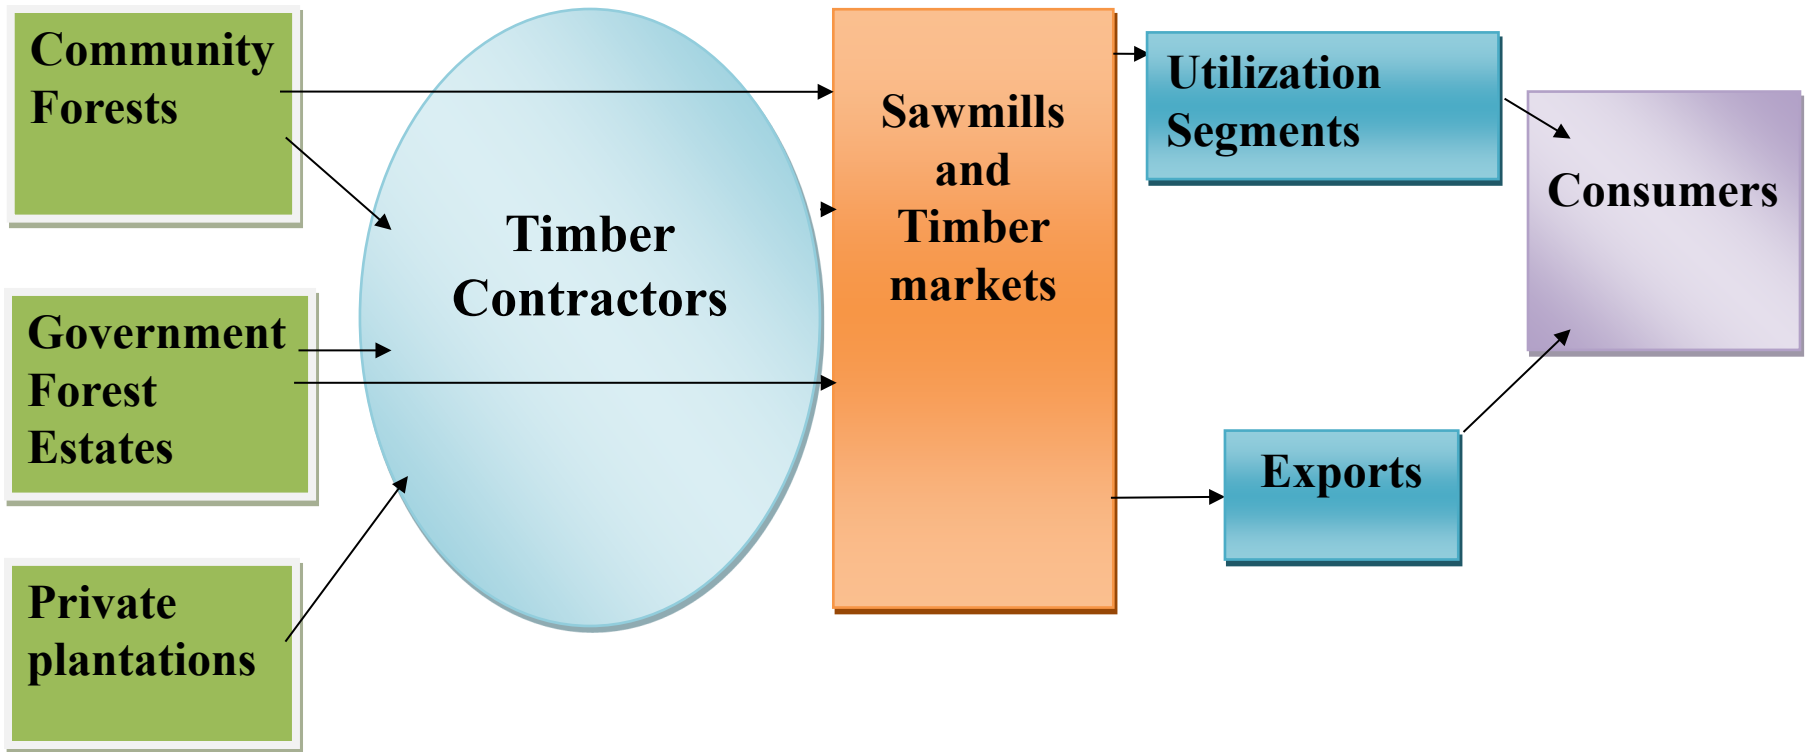 Community
Forests
Government
Forest
Estates
Private
plantations
Timber
Contractors
Sawmills
and
Timber
markets
Utilization
Segments
Exports
Consumers